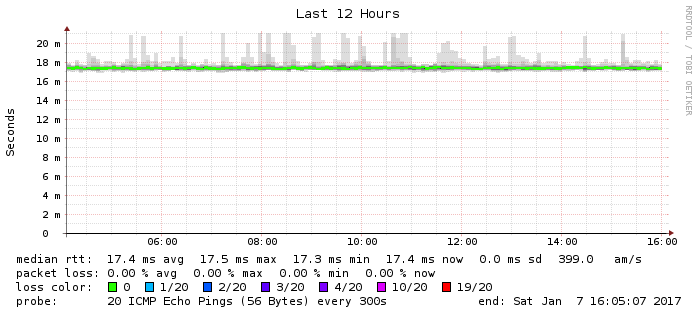 Last 12 Hours
RRDTOOL / TOBI OETIKER
Seconds
20 m
18 m
16 m
14 m
12 m
10 m
8 m
6 m
4 m
2 m
0
06:00 08:00 10:00 12:00 14:00 16:00
median rtt: 17.4 ms avg 17.5 ms max 17.3 ms min 17.4 ms now 0.0 ms sd 399.0 am/s
packet loss: 0.00 % avg 0.00 % max 0.00 % min 0.00 % now
loss color: 0 1/20 2/20 3/20 4/20 10/20 19/20
probe: 20 ICMP Echo Pings (56 Bytes) every 300s end: Sat Jan 7 16:05:07 2017